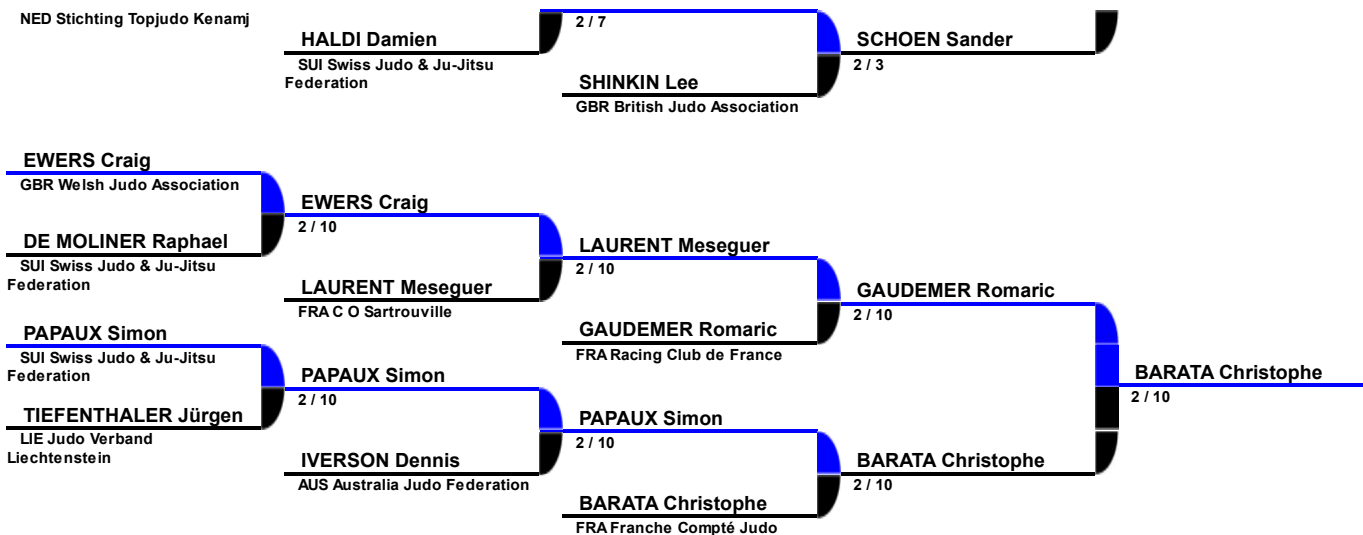 NED Stichting Topjudo Kenamj
2 / 7
HALDI Damien
SCHOEN Sander
SUI Swiss Judo & Ju-Jitsu
Federation
2 / 3
SHINKIN Lee
GBR British Judo Association
EWERS Craig
GBR Welsh Judo Association
EWERS Craig
2 / 10
DE MOLINER Raphael
SUI Swiss Judo & Ju-Jitsu
Federation
LAURENT Meseguer
2 / 10
LAURENT Meseguer
FRA C O Sartrouville
GAUDEMER Romaric
2 / 10
GAUDEMER Romaric
FRA Racing Club de France
PAPAUX Simon
SUI Swiss Judo & Ju-Jitsu
Federation
PAPAUX Simon
2 / 10
BARATA Christophe
2 / 10
TIEFENTHALER Jürgen
LIE Judo Verband
Liechtenstein
PAPAUX Simon
2 / 10
IVERSON Dennis
AUS Australia Judo Federation
BARATA Christophe
2 / 10
BARATA Christophe
FRA Franche Compté Judo